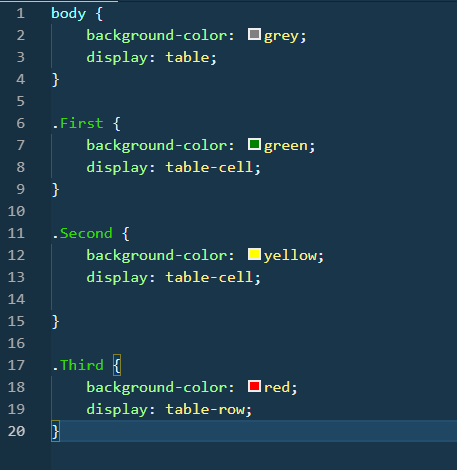 1 body {
2     background-color: grey;
3     display: table;
4 }
5
6 .First {
7     background-color: green;
8     display: table-cell;
9 }
10
11 .Second {
12     background-color: yellow;
13     display: table-cell;
14
15 }
16
17 .Third {
18     background-color: red;
19     display: table-row;
20 }